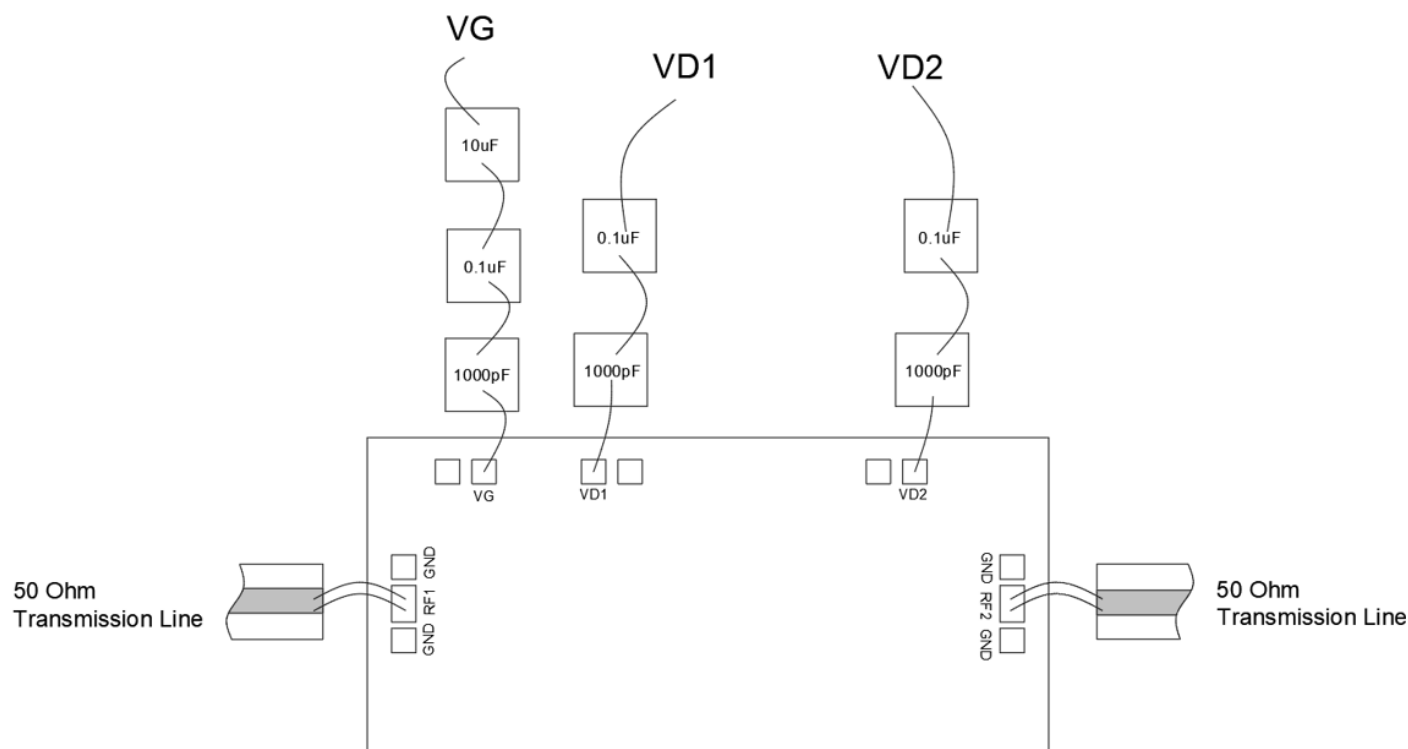 VG
VD1
VD2
10uF
0.1uF
0.1uF
0.1uF
1000pF
1000pF
1000pF
VG
VD1
VD2
50 Ohm
Transmission Line
GND
RF1
GND
GND
RF2
GND
50 Ohm
Transmission Line